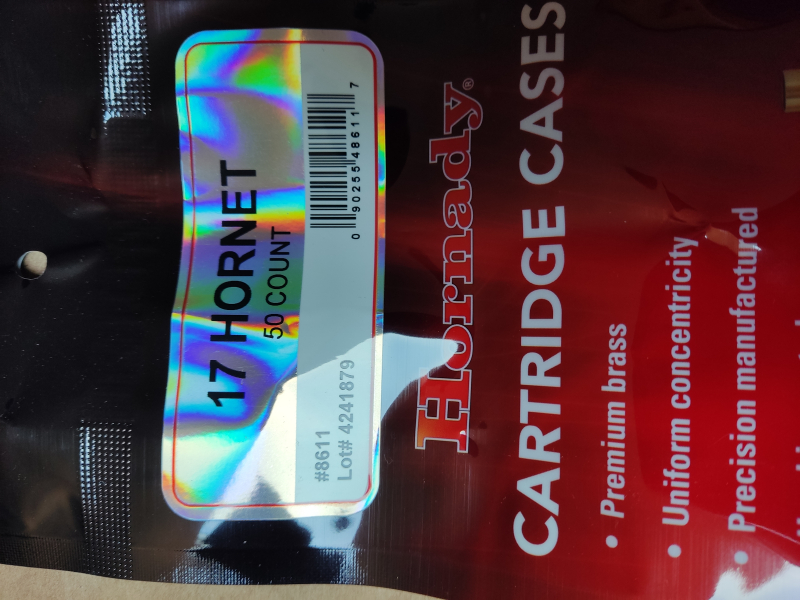 17 HORNET
50 COUNT
0 90255 48611 7
#8611
Lot# 4241879
Hornady®
CARTRIDGE CASES
• Premium brass
• Uniform concentricity
• Precision manufactured